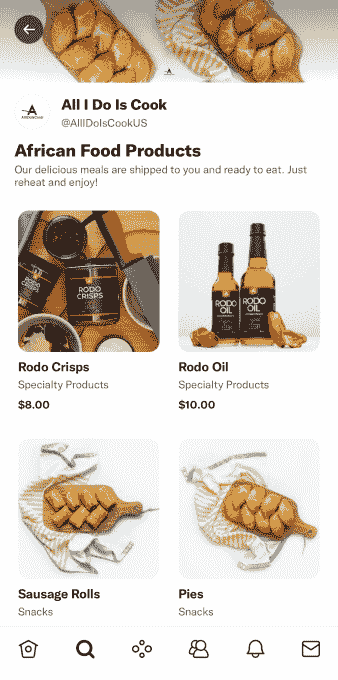 All I Do Is Cook
@AllIDoIsCookUS
African Food Products
Our delicious meals are shipped to you and ready to eat. Just
reheat and enjoy!
RODO
CRISPS
RODO
OIL
RODO
OIL
Rodo Crisps
Specialty Products
$8.00
Rodo Oil
Specialty Products
$10.00
Sausage Rolls
Snacks
Pies
Snacks